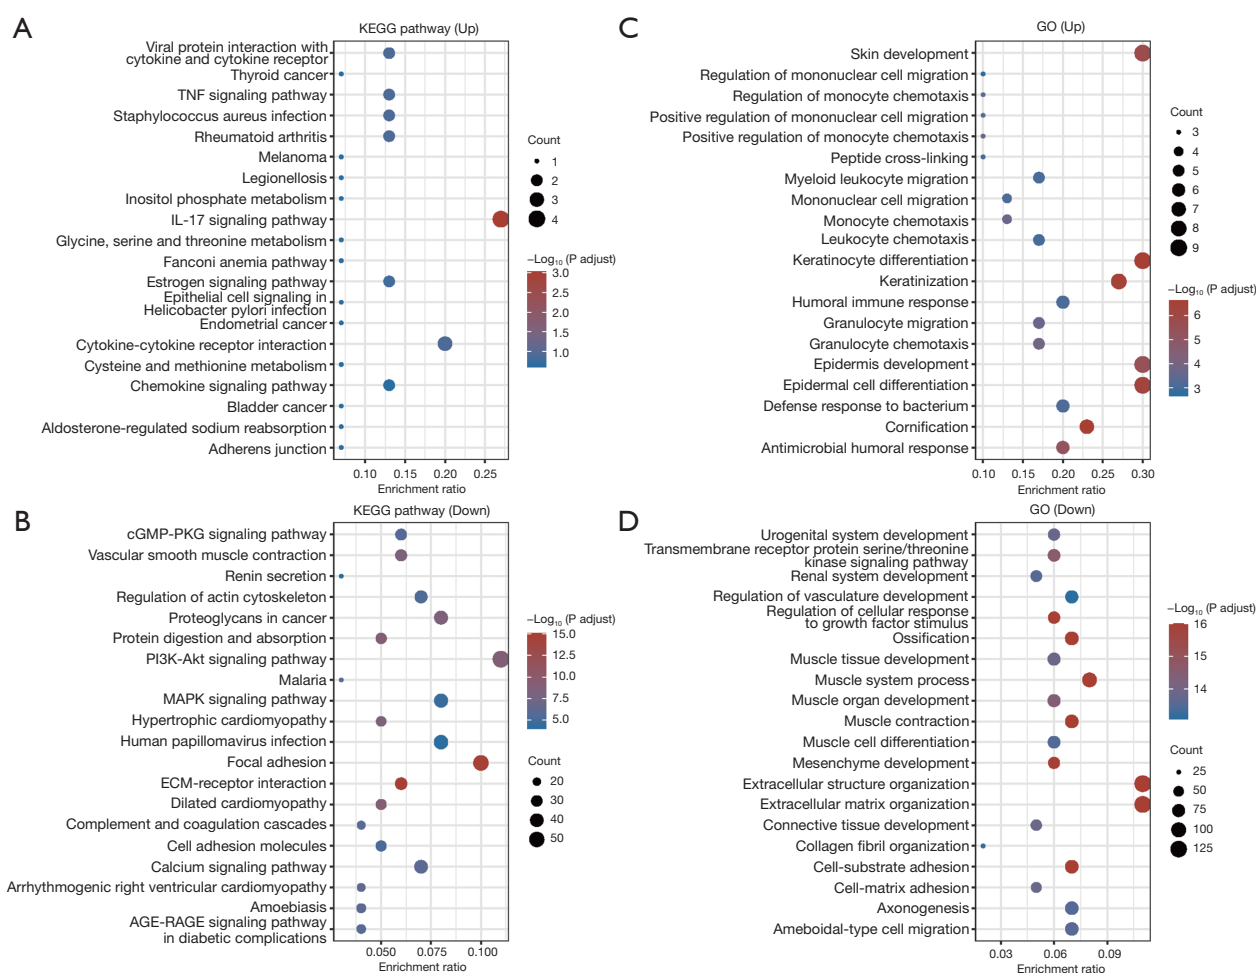 A
KEGG pathway (Up)
Viral protein interaction with
cytokine and cytokine receptor
Thyroid cancer
TNF signaling pathway
Staphylococcus aureus infection
Rheumatoid arthritis
Melanoma
Legionellosis
Inositol phosphate metabolism
IL-17 signaling pathway
Glycine, serine and threonine metabolism
Fanconi anemia pathway
Estrogen signaling pathway
Epithelial cell signaling in
Helicobacter pylori infection
Endometrial cancer
Cytokine-cytokine receptor interaction
Cysteine and methionine metabolism
Chemokine signaling pathway
Bladder cancer
Aldosterone-regulated sodium reabsorption
Adherens junction
0.10 0.15 0.20 0.25
Enrichment ratio
Count
1
2
3
4
−Log₁₀ (P adjust)
3.0
2.5
2.0
1.5
1.0
C
GO (Up)
Skin development
Regulation of mononuclear cell migration
Regulation of monocyte chemotaxis
Positive regulation of mononuclear cell migration
Positive regulation of monocyte chemotaxis
Peptide cross-linking
Myeloid leukocyte migration
Mononuclear cell migration
Monocyte chemotaxis
Leukocyte chemotaxis
Keratinocyte differentiation
Keratinization
Humoral immune response
Granulocyte migration
Granulocyte chemotaxis
Epidermis development
Epidermal cell differentiation
Defense response to bacterium
Cornification
Antimicrobial humoral response
0.10 0.15 0.20 0.25 0.30
Enrichment ratio
Count
3
4
5
6
7
8
9
−Log₁₀ (P adjust)
6
5
4
3
B
KEGG pathway (Down)
cGMP-PKG signaling pathway
Vascular smooth muscle contraction
Renin secretion
Regulation of actin cytoskeleton
Proteoglycans in cancer
Protein digestion and absorption
PI3K-Akt signaling pathway
Malaria
MAPK signaling pathway
Hypertrophic cardiomyopathy
Human papillomavirus infection
Focal adhesion
ECM-receptor interaction
Dilated cardiomyopathy
Complement and coagulation cascades
Cell adhesion molecules
Calcium signaling pathway
Arrhythmogenic right ventricular cardiomyopathy
Amoebiasis
AGE-RAGE signaling pathway
in diabetic complications
0.050 0.075 0.100
Enrichment ratio
−Log₁₀ (P adjust)
15.0
12.5
10.0
7.5
5.0
Count
20
30
40
50
D
GO (Down)
Urogenital system development
Transmembrane receptor protein serine/threonine
kinase signaling pathway
Renal system development
Regulation of vasculature development
Regulation of cellular response
to growth factor stimulus
Ossification
Muscle tissue development
Muscle system process
Muscle organ development
Muscle contraction
Muscle cell differentiation
Mesenchyme development
Extracellular structure organization
Extracellular matrix organization
Connective tissue development
Collagen fibril organization
Cell-substrate adhesion
Cell-matrix adhesion
Axonogenesis
Ameboidal-type cell migration
0.03 0.06 0.09
Enrichment ratio
−Log₁₀ (P adjust)
16
14
Count
25
50
75
100
125